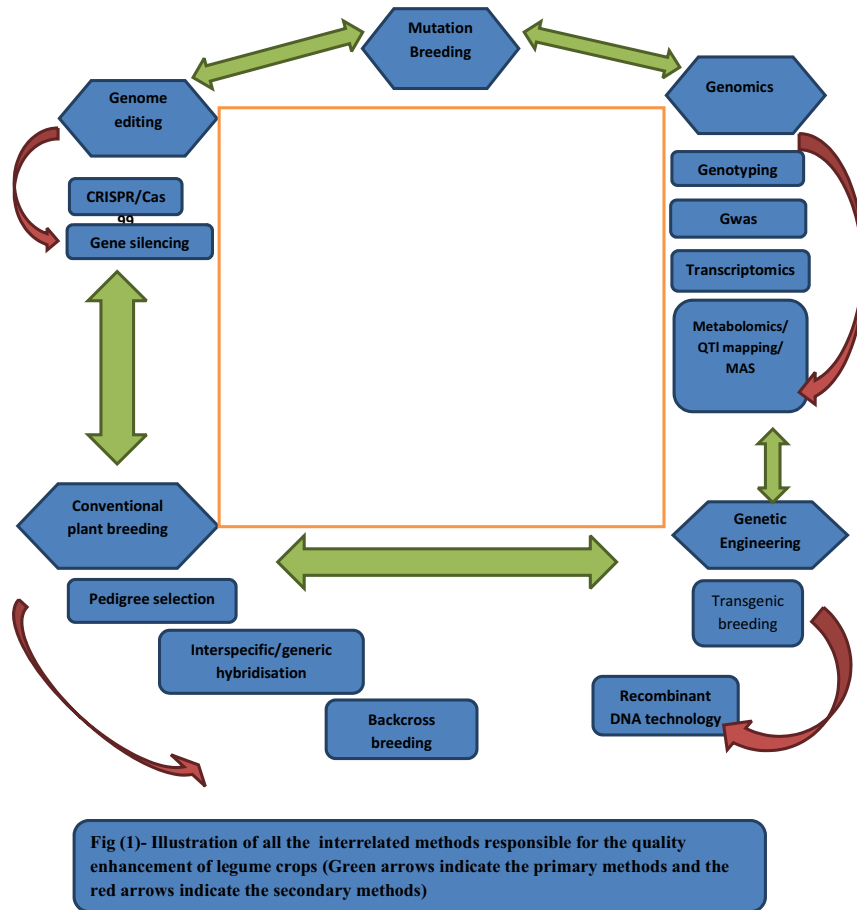 Mutation
Breeding
Genome
editing
Genomics
CRISPR/Cas
99
Gene silencing
Genotyping
Gwas
Transcriptomics
Metabolomics/
QTl mapping/
MAS
Conventional
plant breeding
Genetic
Engineering
Pedigree selection
Interspecific/generic
hybridisation
Backcross
breeding
Transgenic
breeding
Recombinant
DNA technology
Fig (1)- Illustration of all the interrelated methods responsible for the quality
enhancement of legume crops (Green arrows indicate the primary methods and the
red arrows indicate the secondary methods)